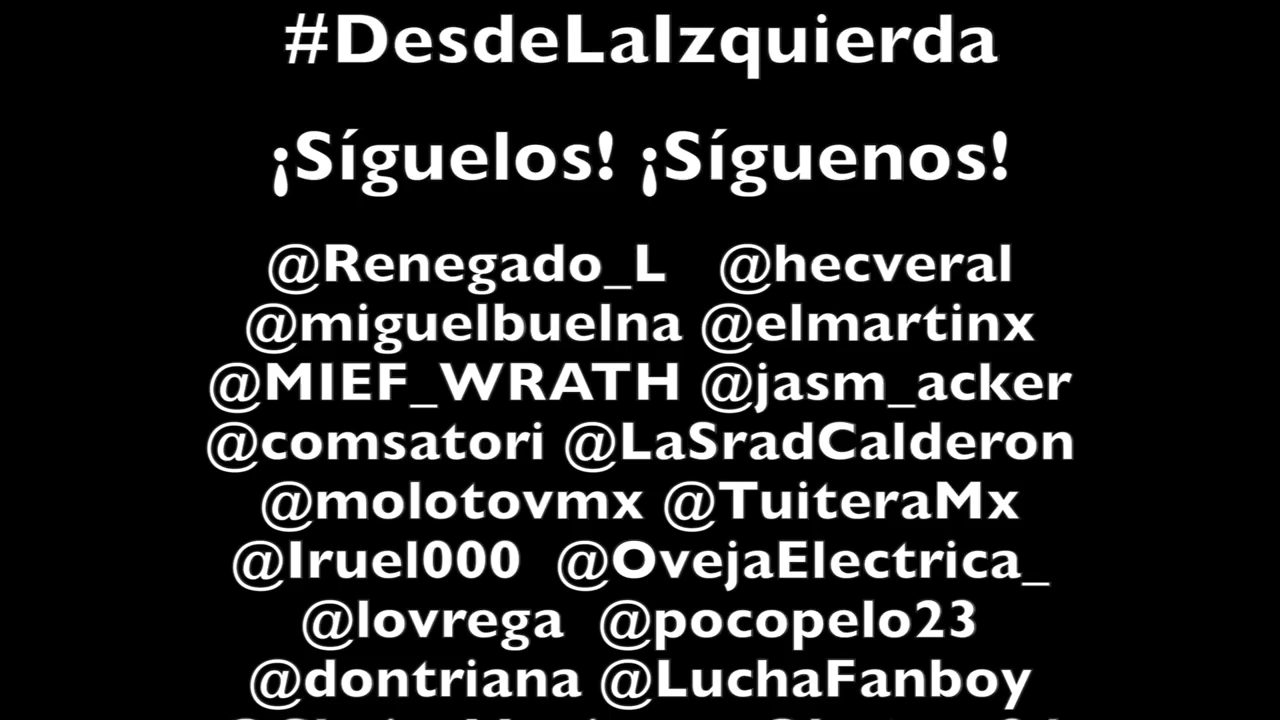 #DesdeLaIzquierda
¡Síguelos! ¡Síguenos!
@Renegado_L @hecveral
@miguelbuelna @elmartinx
@MIEF_WRATH @jasm_acker
@comsatori @LaSradCalderon
@molotovmx @TuiteraMx
@Iruel000 @OvejaElectrica_
@lovrega @pocopelo23
@dontriana @LuchaFanboy